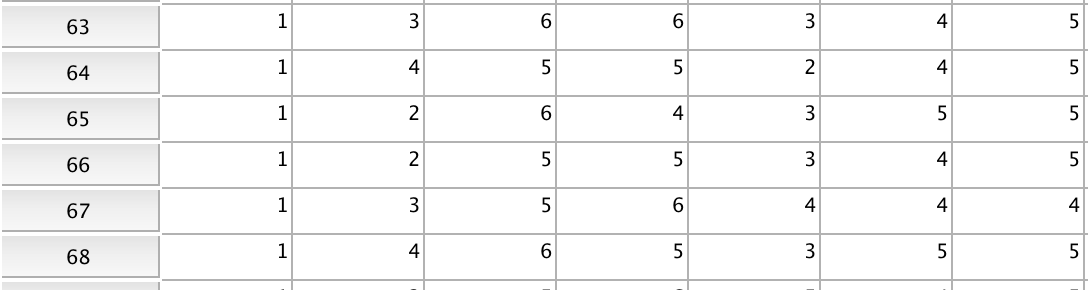 63 1 3 6 6 3 4 5
64 1 4 5 5 2 4 5
65 1 2 6 4 3 5 5
66 1 2 5 5 3 4 5
67 1 3 5 6 4 4 4
68 1 4 6 5 3 5 5